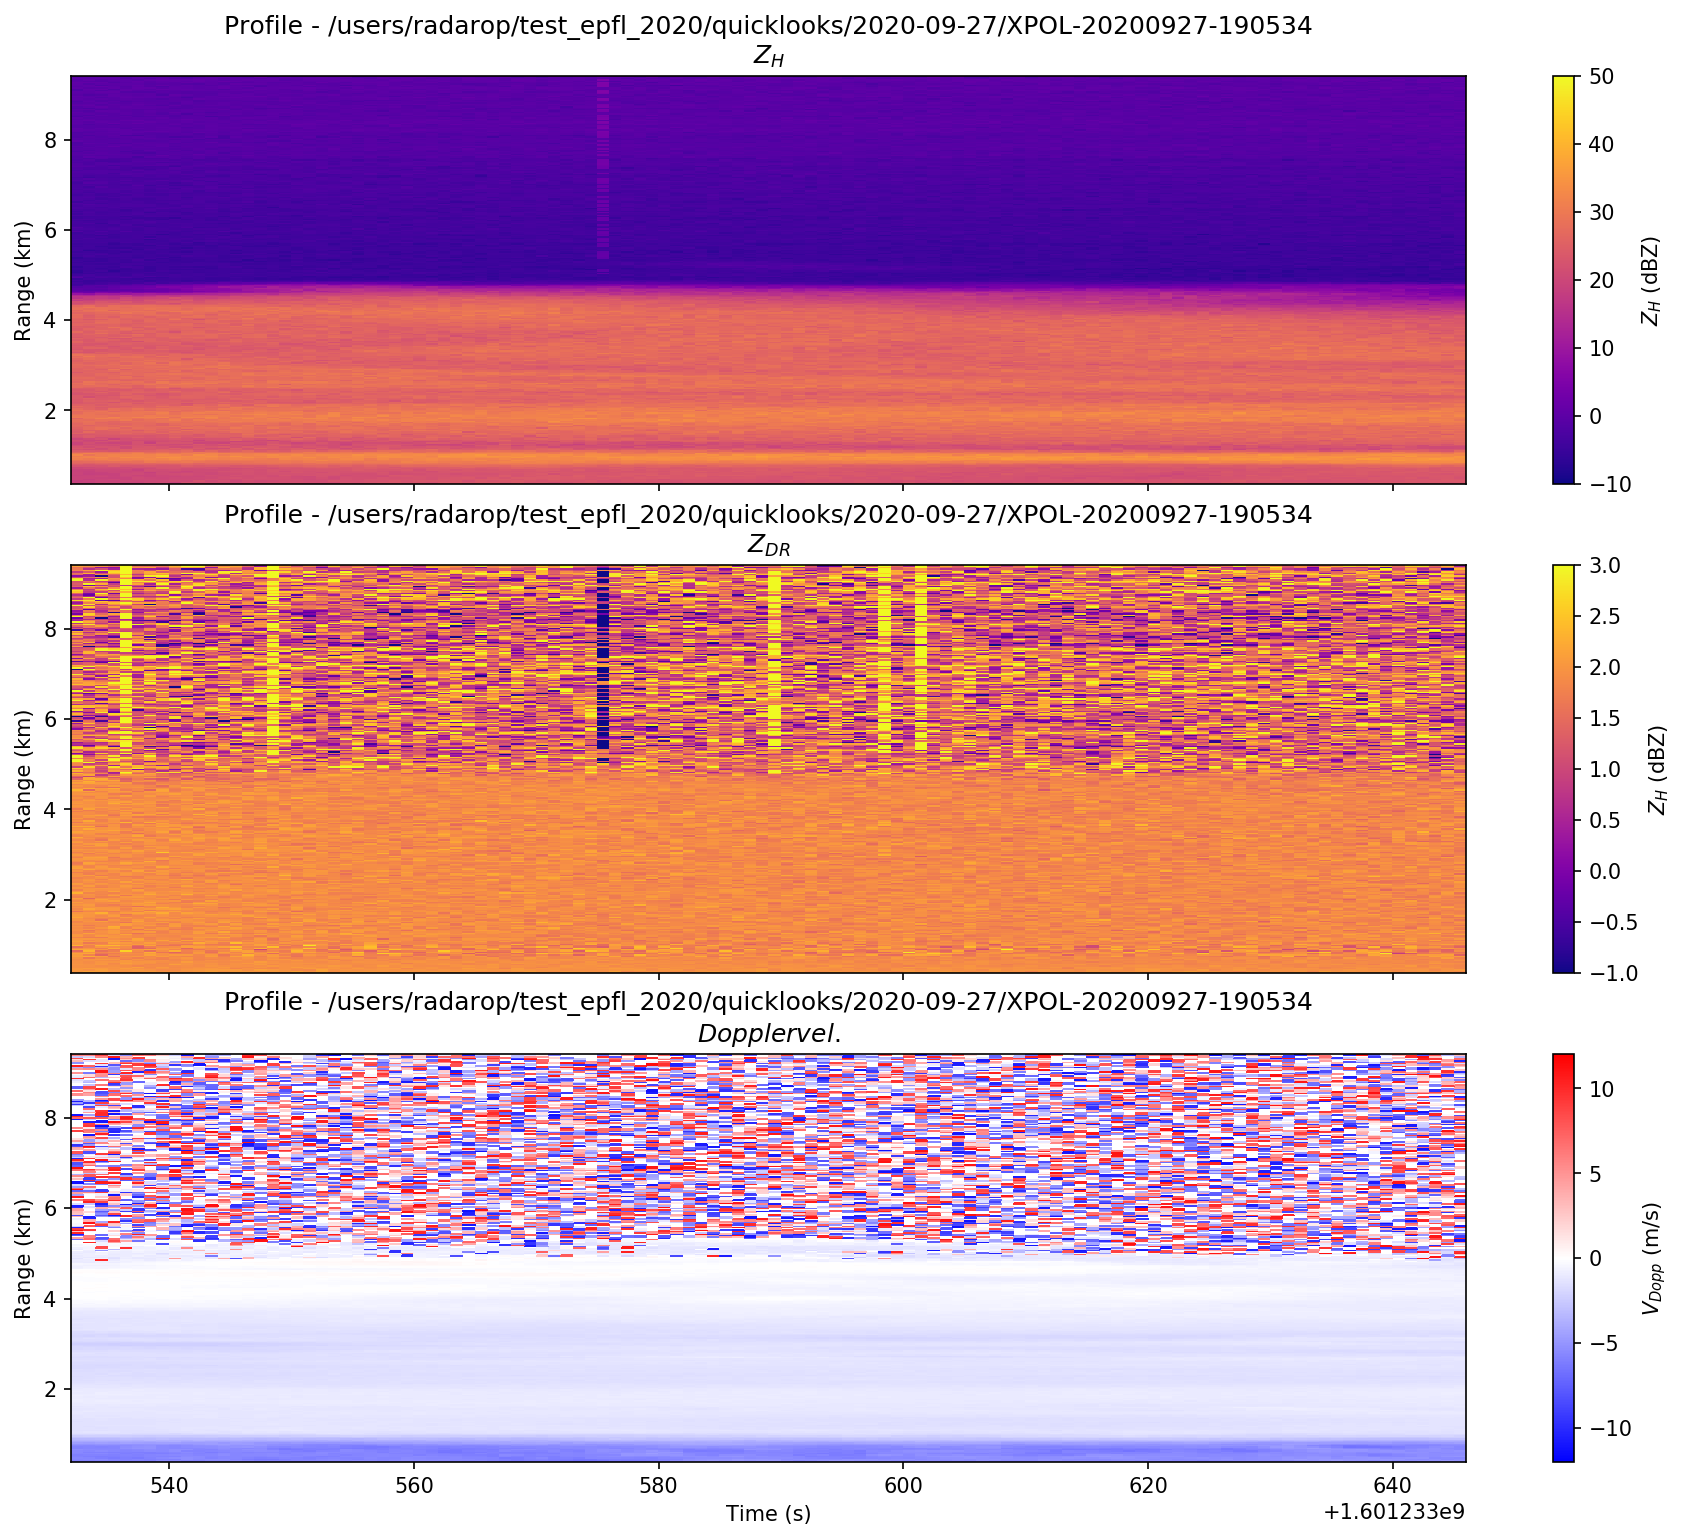 Profile - /users/radarop/test_epfl_2020/quicklooks/2020-09-27/XPOL-20200927-190534
Z_H
Range (km)
8
6
4
2
50
40
30
20
10
0
−10
Z_H (dBZ)
Profile - /users/radarop/test_epfl_2020/quicklooks/2020-09-27/XPOL-20200927-190534
Z_DR
Range (km)
8
6
4
2
3.0
2.5
2.0
1.5
1.0
0.5
0.0
−0.5
−1.0
Z_H (dBZ)
Profile - /users/radarop/test_epfl_2020/quicklooks/2020-09-27/XPOL-20200927-190534
Dopplervel.
Range (km)
8
6
4
2
10
5
0
−5
−10
V_Dopp (m/s)
540 560 580 600 620 640
Time (s)
+1.601233e9